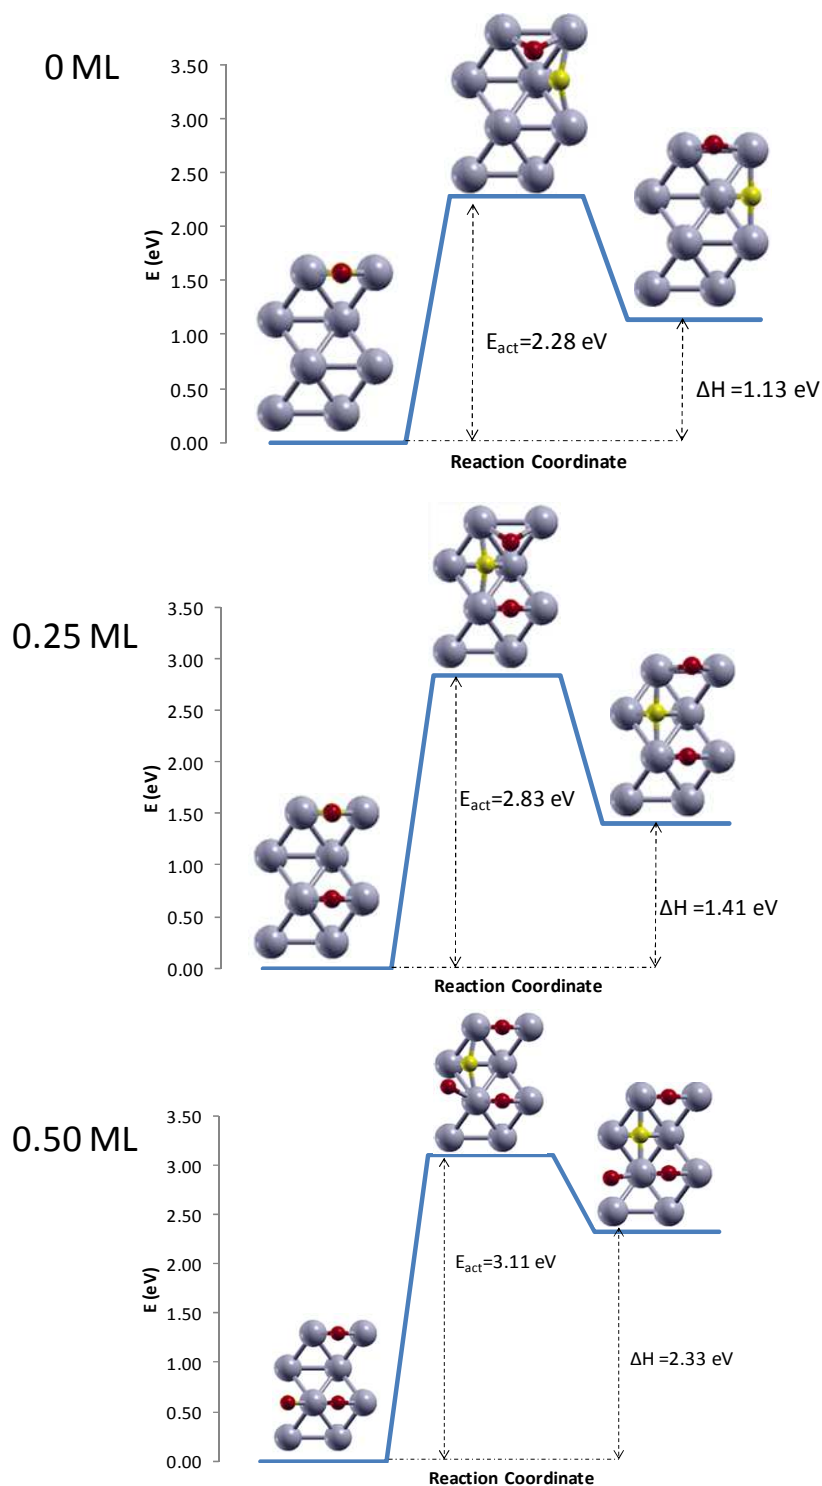 0 ML
3.50
3.00
2.50
2.00
1.50
1.00
0.50
0.00
E (eV)
Eact=2.28 eV
ΔH =1.13 eV
Reaction Coordinate
0.25 ML
3.50
3.00
2.50
2.00
1.50
1.00
0.50
0.00
E (eV)
Eact=2.83 eV
ΔH =1.41 eV
Reaction Coordinate
0.50 ML
3.50
3.00
2.50
2.00
1.50
1.00
0.50
0.00
E (eV)
Eact=3.11 eV
ΔH =2.33 eV
Reaction Coordinate